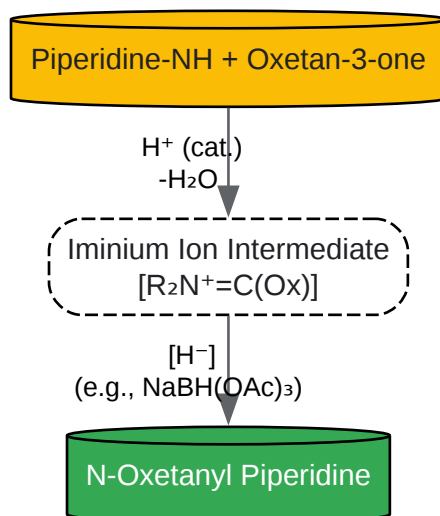 Piperidine-NH + Oxetan-3-one
H⁺ (cat.)
-H₂O
Iminium Ion Intermediate
[R₂N⁺=C(Ox)]
[H⁻]
(e.g., NaBH(OAc)₃)
N-Oxetanyl Piperidine